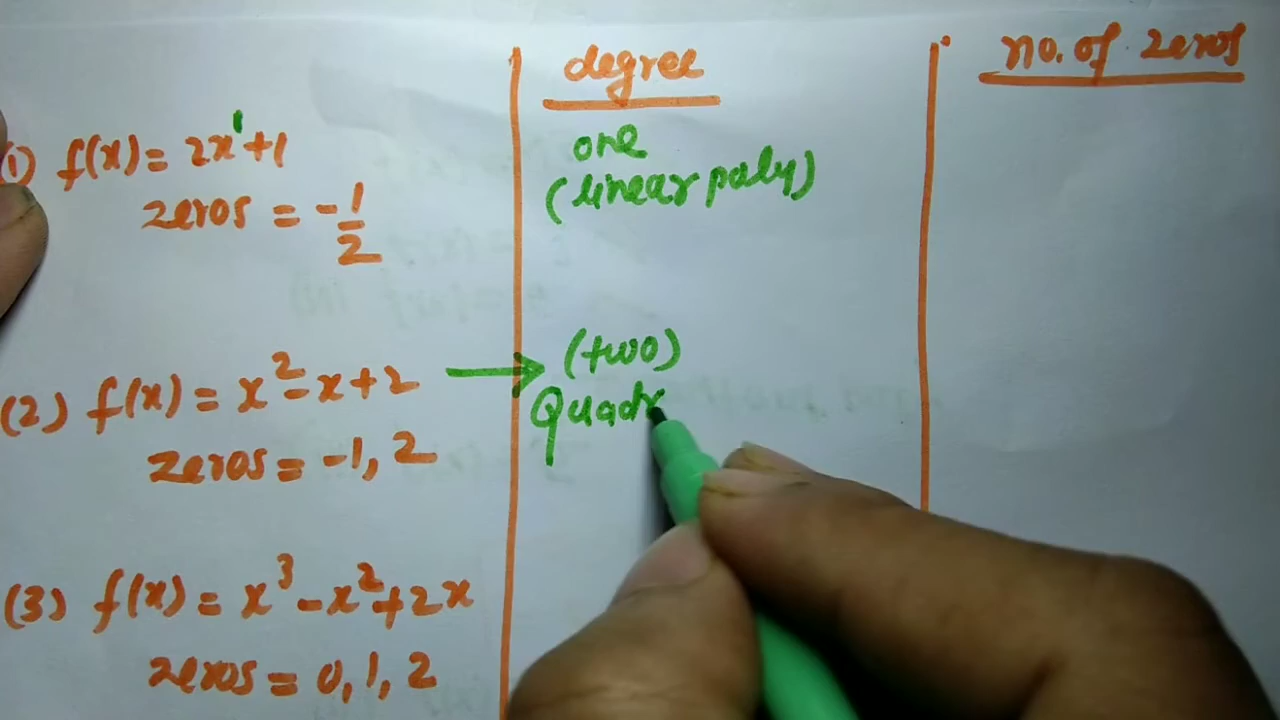 degree
no. of zeros
1) f(x) = 2x¹+1
one
(linear poly)
zeros = -1/2
(2) f(x) = x²-x+2
(two)
Quadr
zeros = -1, 2
(3) f(x) = x³-x²+2x
zeros = 0, 1, 2